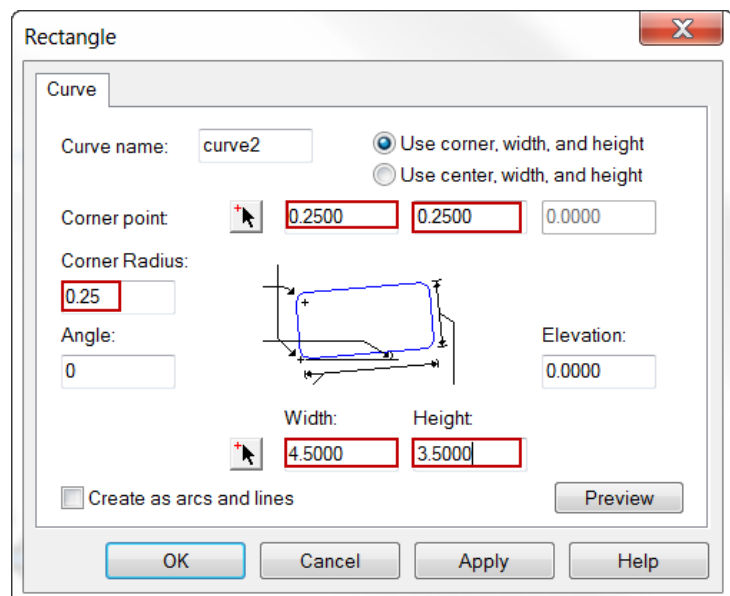 Rectangle
X
Curve
Curve name: curve2
Use corner, width, and height
Use center, width, and height
Corner point: 0.2500 0.2500 0.0000
Corner Radius:
0.25
Angle:
0
Elevation:
0.0000
Width: Height:
4.5000 3.5000
Create as arcs and lines
Preview
OK Cancel Apply Help